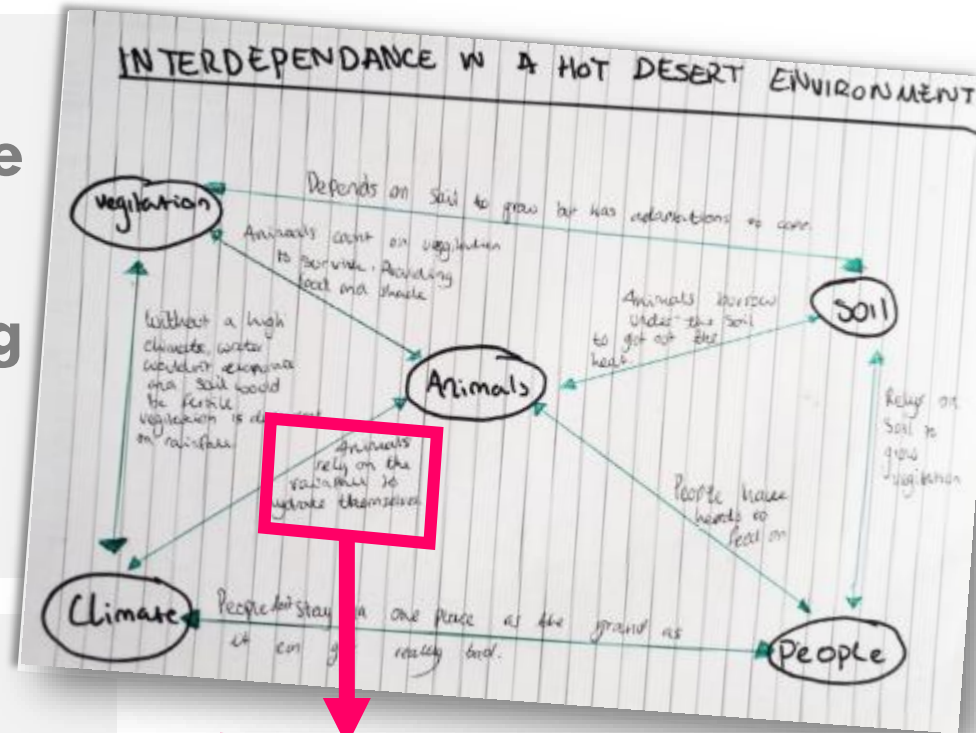 INTERDEPENDANCE IN A HOT DESERT ENVIRONMENT
e
g
vegitation
Depends on soil to grow but has adaptations to
Animals count on vegitation
to survive. Providing
food and shade
Animals burrow
under the soil
to get out the
heat.
SOIL
Without a high
climate, water
wouldn't
and soil would
be fertile
vegitation is
on rainfall
Animals
Animals
rely on the
rainfall to
hydrate themselves
Relys on
soil to
grow
vegitation
People have
herds to
feed on
Climate
People don't stay in one place as the ground as
it can get really bad.
People